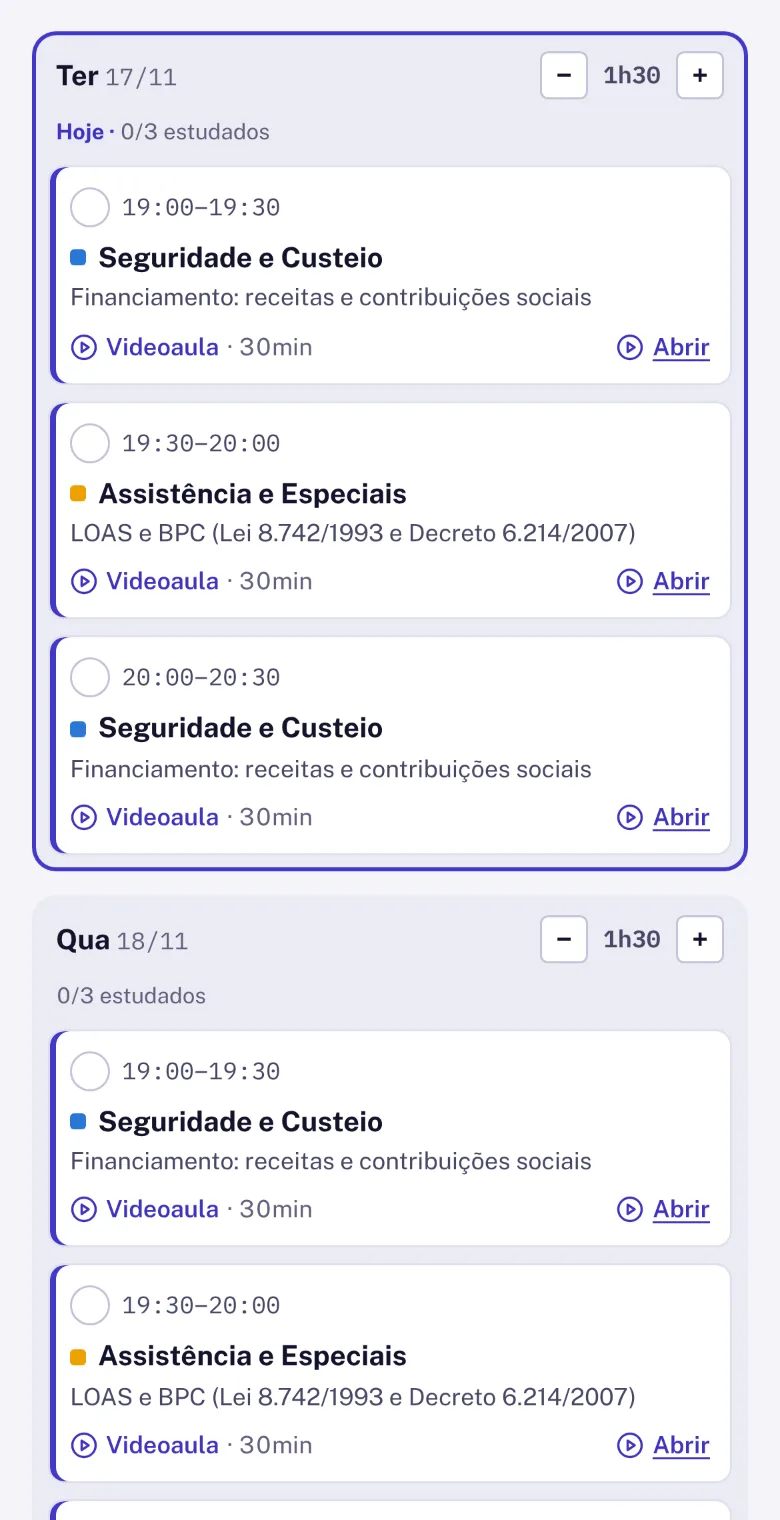 Ter 17/11 − 1h30 +
Hoje · 0/3 estudados
19:00–19:30
Seguridade e Custeio
Financiamento: receitas e contribuições sociais
Videoaula · 30min Abrir
19:30–20:00
Assistência e Especiais
LOAS e BPC (Lei 8.742/1993 e Decreto 6.214/2007)
Videoaula · 30min Abrir
20:00–20:30
Seguridade e Custeio
Financiamento: receitas e contribuições sociais
Videoaula · 30min Abrir
Qua 18/11 − 1h30 +
0/3 estudados
19:00–19:30
Seguridade e Custeio
Financiamento: receitas e contribuições sociais
Videoaula · 30min Abrir
19:30–20:00
Assistência e Especiais
LOAS e BPC (Lei 8.742/1993 e Decreto 6.214/2007)
Videoaula · 30min Abrir